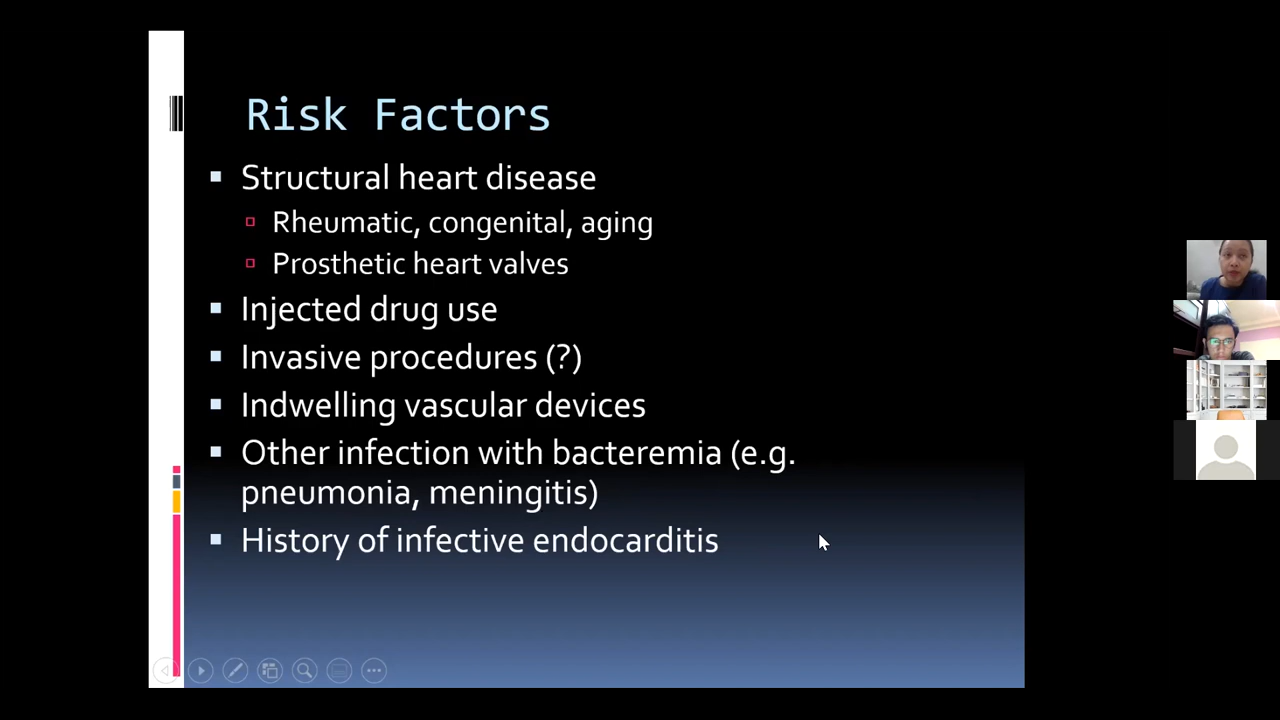 Risk Factors
Structural heart disease
Rheumatic, congenital, aging
Prosthetic heart valves
Injected drug use
Invasive procedures (?)
Indwelling vascular devices
Other infection with bacteremia (e.g.
pneumonia, meningitis)
History of infective endocarditis